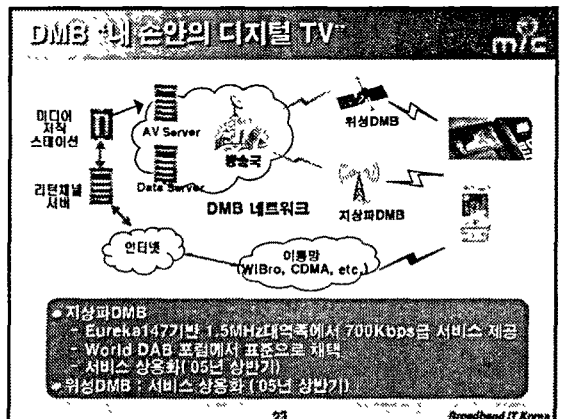 DMB "내 손안의 디지털 TV"
mic
미디어
저작
스테이션
AV Server
방송국
위성DMB
Data Server
리턴채널
서버
DMB 네트워크
지상파DMB
인터넷
이동망
(WiBro, CDMA, etc,)
지상파DMB
- Eureka147기반 1.5MHz대역폭에서 700Kbps급 서비스 제공
- World DAB 포럼에서 표준으로 채택
- 서비스 상용화('05년 상반기)
위성DMB : 서비스 상용화 ('05년 상반기)
23
Broadband IT Korea